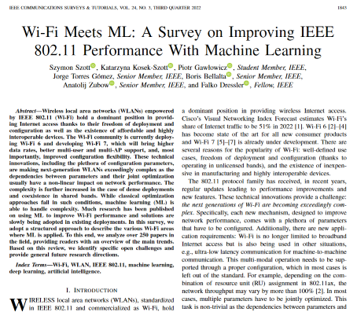 IEEE COMMUNICATIONS SURVEYS & TUTORIALS, VOL. 24, NO. 3, THIRD QUARTER 2022 1843
Wi-Fi Meets ML: A Survey on Improving IEEE
802.11 Performance With Machine Learning
Szymon Szott, Senior Member, IEEE, Katarzyna Kosek-Szott, Piotr Gawłowicz, Student Member, IEEE,
Jorge Torres Gómez, Senior Member, IEEE, Boris Bellalta, Senior Member, IEEE,
Anatolij Zubow, Senior Member, IEEE, and Falko Dressler, Fellow, IEEE
Abstract—Wireless local area networks (WLANs) empowered
by IEEE 802.11 (Wi-Fi) hold a dominant position in provid-
ing Internet access thanks to their freedom of deployment and
configuration as well as the existence of affordable and highly
interoperable devices. The Wi-Fi community is currently deploy-
ing Wi-Fi 6 and developing Wi-Fi 7, which will bring higher
data rates, better multi-user and multi-AP support, and, most
importantly, improved configuration flexibility. These technical
innovations, including the plethora of configuration parameters,
are making next-generation WLANs exceedingly complex as the
dependencies between parameters and their joint optimization
usually have a non-linear impact on network performance. The
complexity is further increased in the case of dense deployments
and coexistence in shared bands. While classical optimization
approaches fail in such conditions, machine learning (ML) is
able to handle complexity. Much research has been published
on using ML to improve Wi-Fi performance and solutions are
slowly being adopted in existing deployments. In this survey, we
adopt a structured approach to describe the various Wi-Fi areas
where ML is applied. To this end, we analyze over 250 papers in
the field, providing readers with an overview of the main trends.
Based on this review, we identify specific open challenges and
provide general future research directions.
Index Terms—Wi-Fi, WLAN, IEEE 802.11, machine learning,
deep learning, artificial intelligence.
I. INTRODUCTION
WIRELESS local area networks (WLANs), standardized
in IEEE 802.11 and commercialized as Wi-Fi, hold
a dominant position in providing wireless Internet access.
Cisco's Visual Networking Index Forecast estimates Wi-Fi's
share of Internet traffic to be 51% in 2022 [1]. Wi-Fi 6 [2]–[4]
has become state of the art for all new consumer products
and Wi-Fi 7 [5]–[7] is already under development. There are
several reasons for the popularity of Wi-Fi: well-defined use
cases, freedom of deployment and configuration (thanks to
operating in unlicensed bands), and the existence of inexpen-
sive in manufacturing and highly interoperable devices.
The 802.11 protocol family has received, in recent years,
regular updates leading to performance improvements and
new features. These technical innovations provide a challenge:
the next generations of Wi-Fi are becoming exceedingly com-
plex. Specifically, each new mechanism, designed to improve
network performance, comes with a plethora of parameters
that have to be configured. Additionally, there are new appli-
cation requirements: Wi-Fi is no longer limited to broadband
Internet access but is also being used in other situations,
e.g., ultra-low latency communication for machine-to-machine
communication. This multi-modal operation needs to be sup-
ported through a proper configuration, which in most cases is
left out of the standard. For example, depending on the com-
bination of resource unit (RU) assignment in 802.11ax, the
network throughput may vary by more than 100% [2]. In most
cases, multiple parameters have to be jointly optimized. This
task is non-trivial as the dependencies between parameters and